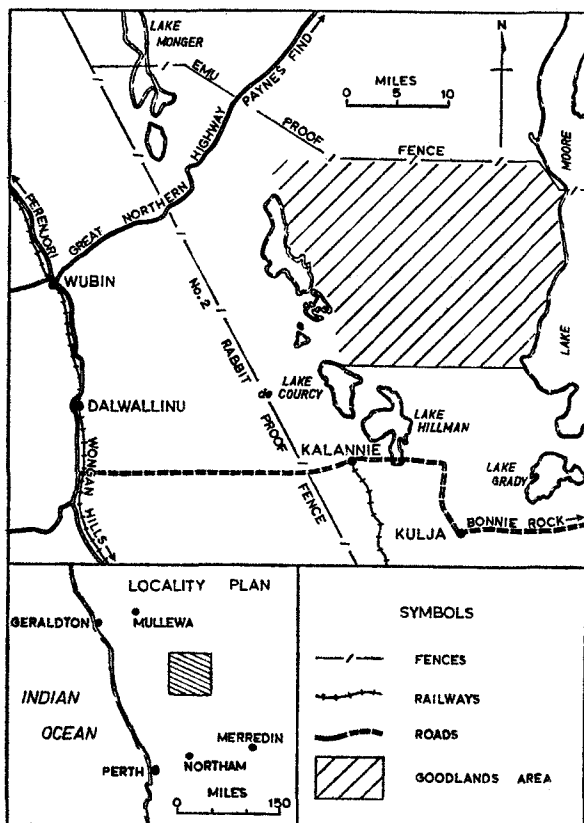 LAKE
MONGER
EMU
PROOF
FENCE
PAYNES FIND
GREAT NORTHERN HIGHWAY
N
MILES
0 5 10
MOORE
LAKE
PERENJORI
WUBIN
No. 2
RABBIT
PROOF
FENCE
LAKE
de COURCY
DALWALLINU
LAKE
HILLMAN
KALANNIE
WONGAN
HILLS
LAKE
GRADY
KULJA
BONNIE ROCK
LOCALITY PLAN
GERALDTON
MULLEWA
INDIAN
OCEAN
MERREDIN
NORTHAM
PERTH
MILES
0 150
SYMBOLS
FENCES
RAILWAYS
ROADS
GOODLANDS AREA